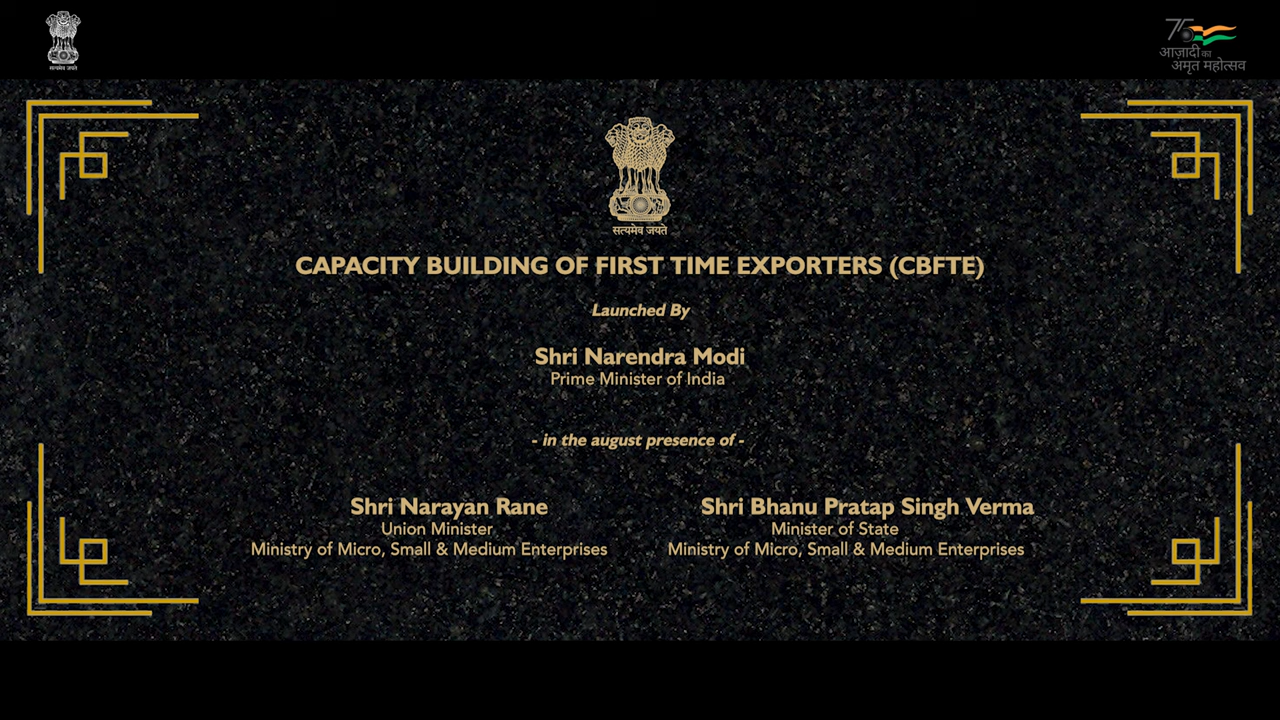 सत्यमेव जयते
75
आज़ादी का
अमृत महोत्सव
सत्यमेव जयते
CAPACITY BUILDING OF FIRST TIME EXPORTERS (CBFTE)
Launched By
Shri Narendra Modi
Prime Minister of India
- in the august presence of -
Shri Narayan Rane
Union Minister
Ministry of Micro, Small & Medium Enterprises
Shri Bhanu Pratap Singh Verma
Minister of State
Ministry of Micro, Small & Medium Enterprises